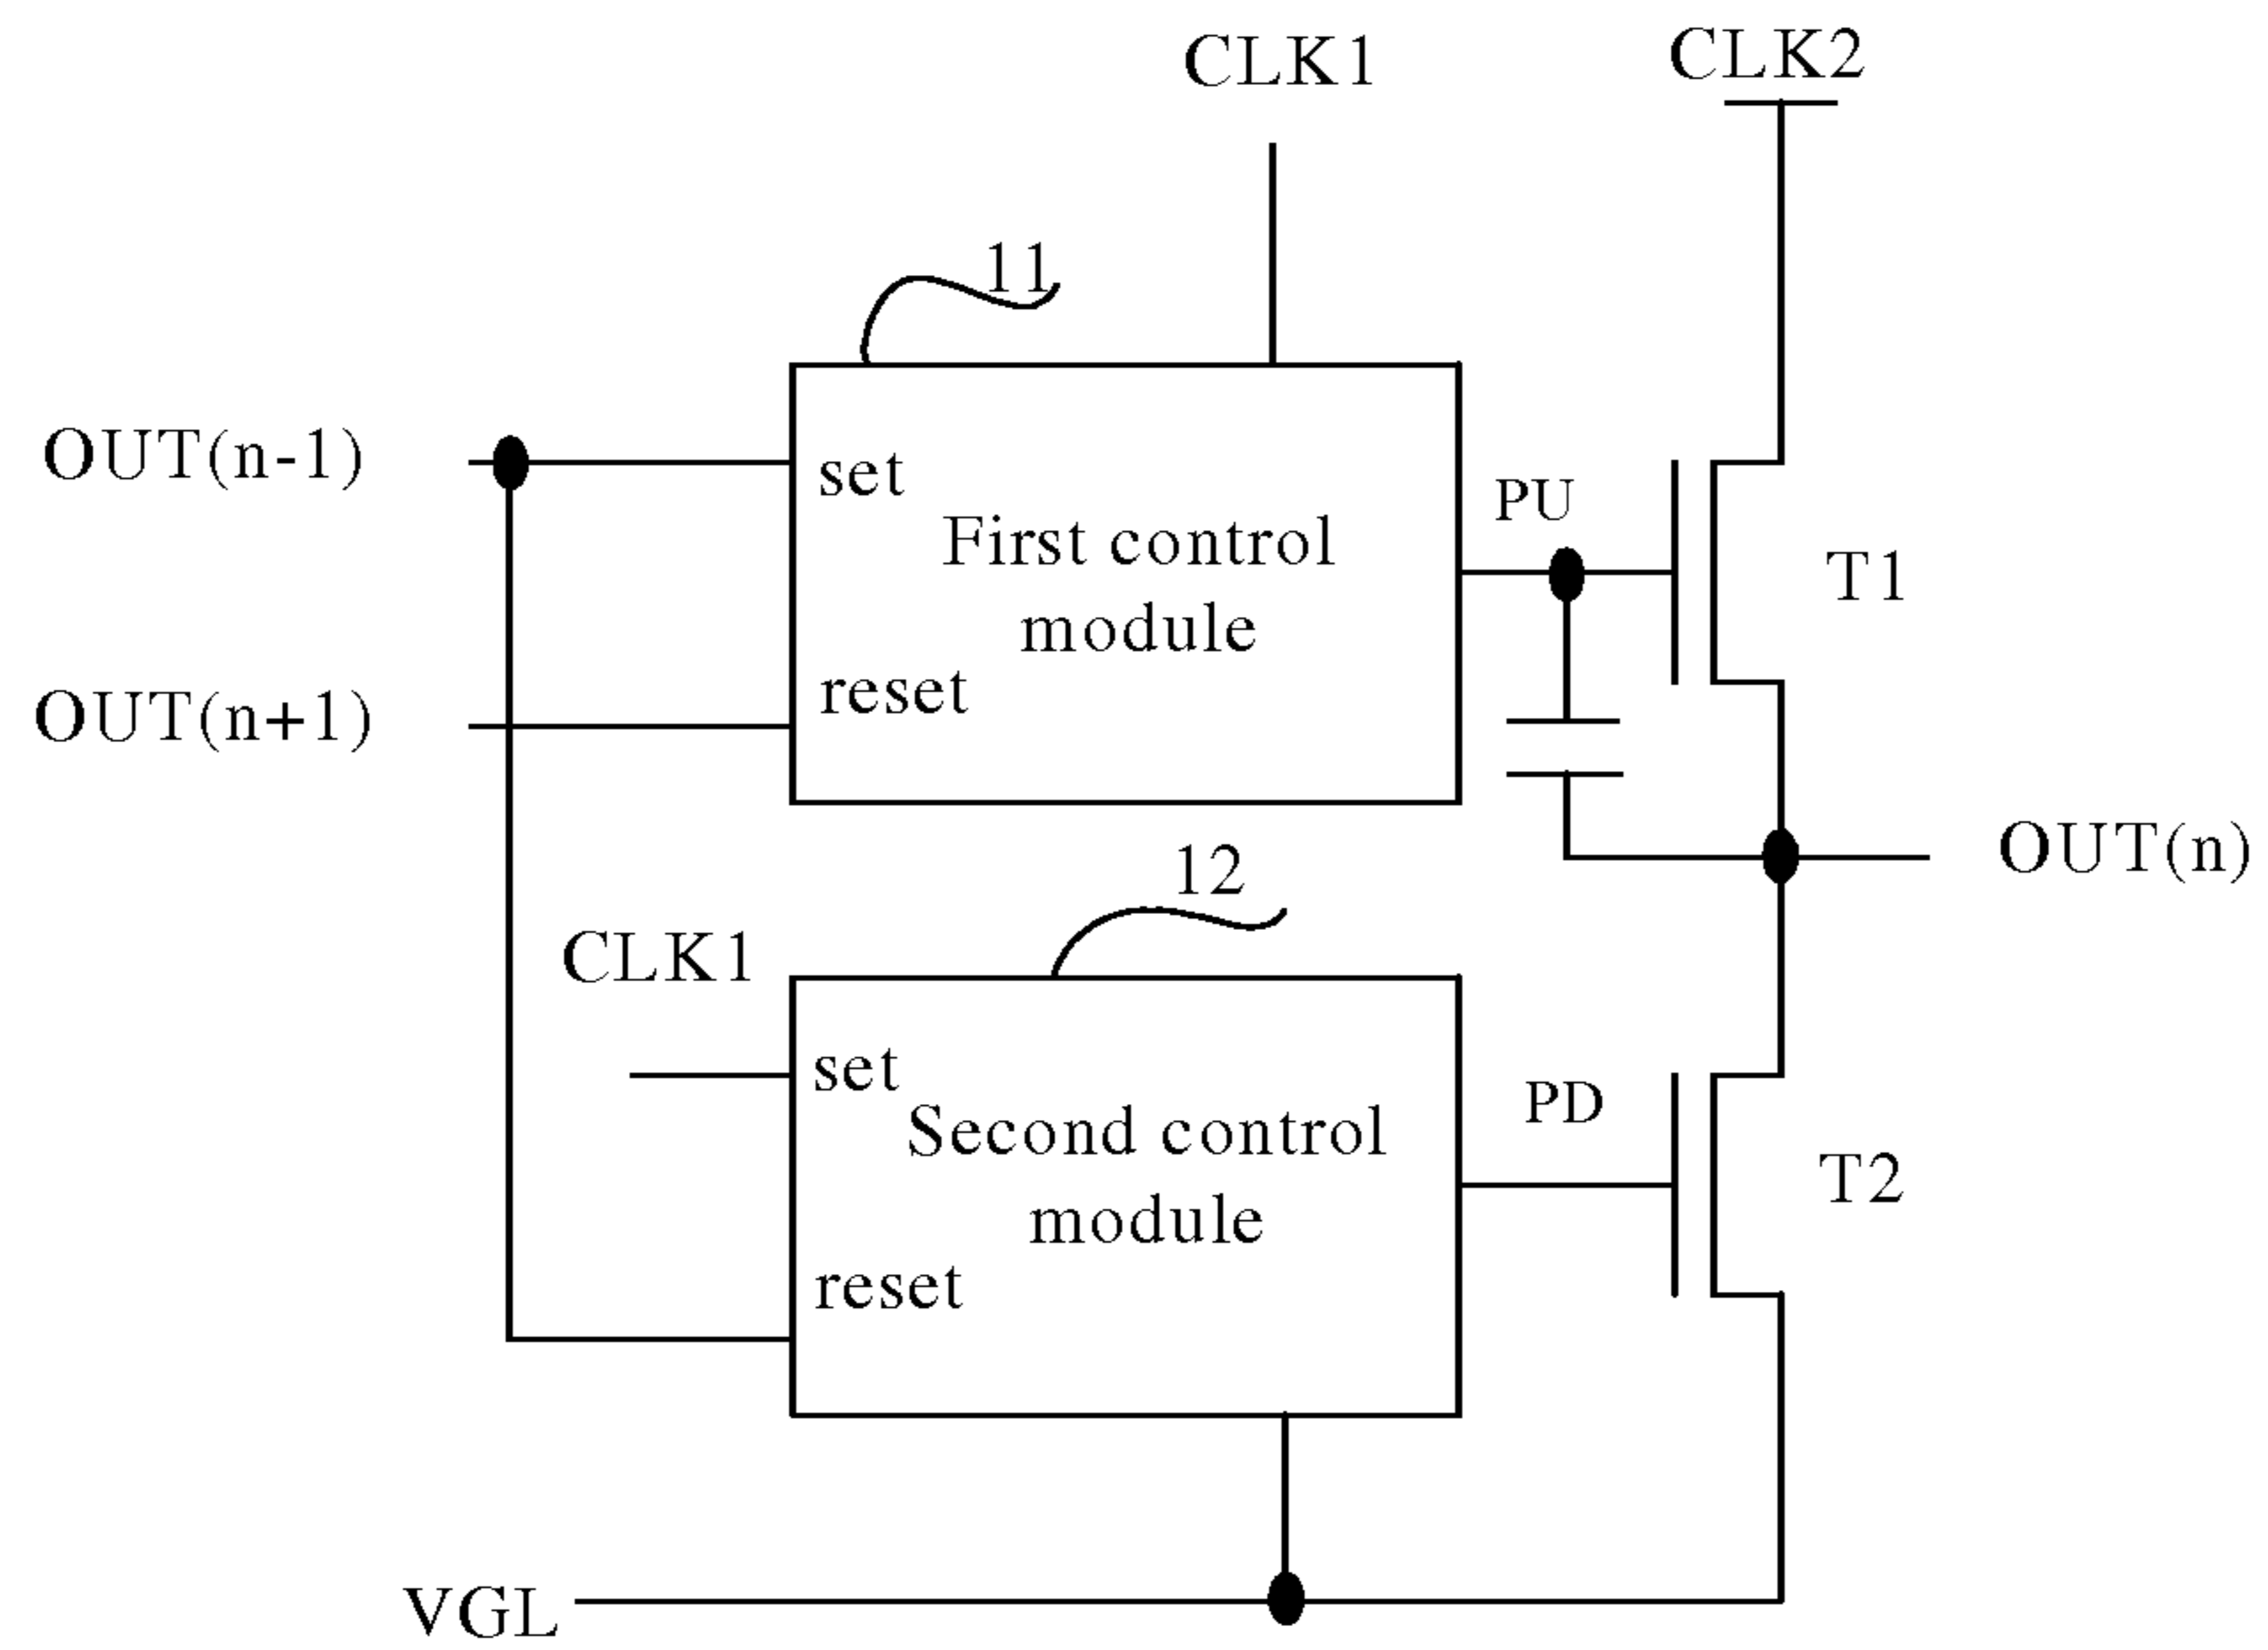 CLK1
CLK2
11
OUT(n-1)
set
First control
module
PU
T1
reset
OUT(n+1)
12
OUT(n)
CLK1
set
Second control
module
PD
T2
reset
VGL